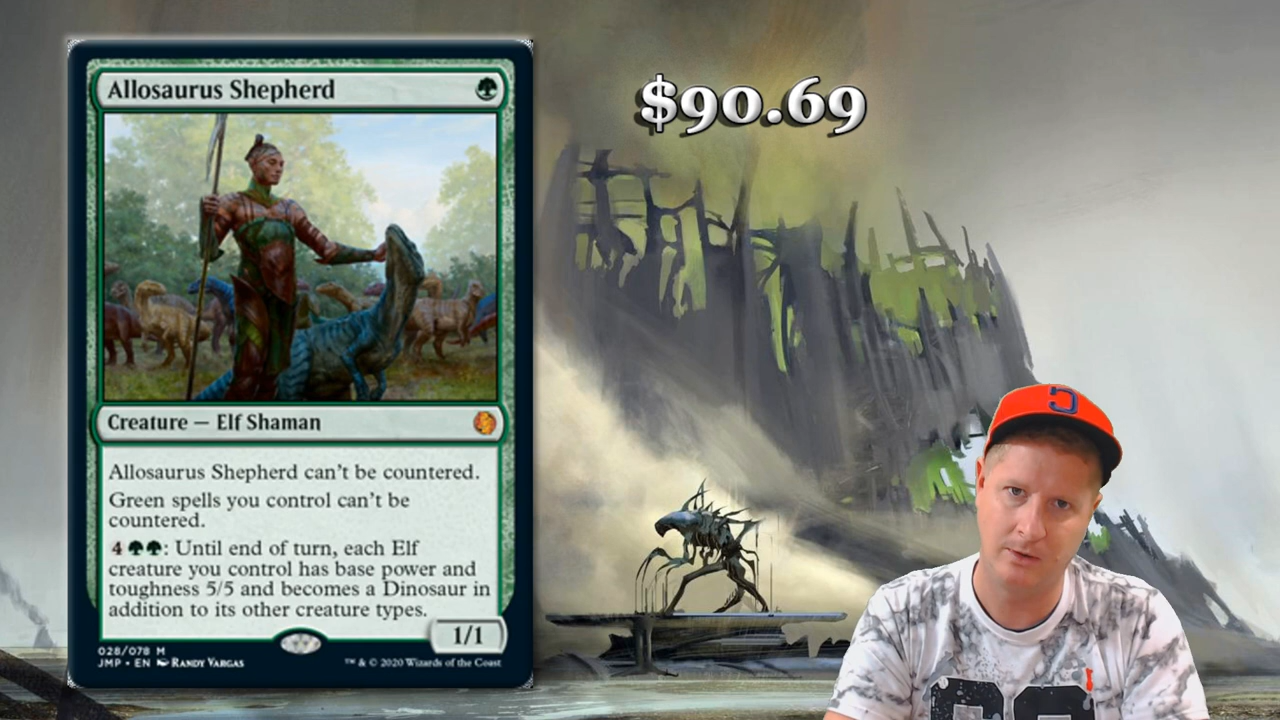 Allosaurus Shepherd
$90.69
Creature — Elf Shaman
Allosaurus Shepherd can't be countered.
Green spells you control can't be
countered.
4: Until end of turn, each Elf
creature you control has base power and
toughness 5/5 and becomes a Dinosaur in
addition to its other creature types.
1/1
028/078 M
JMP • EN RANDY VARGAS
™ & © 2020 Wizards of the Coast